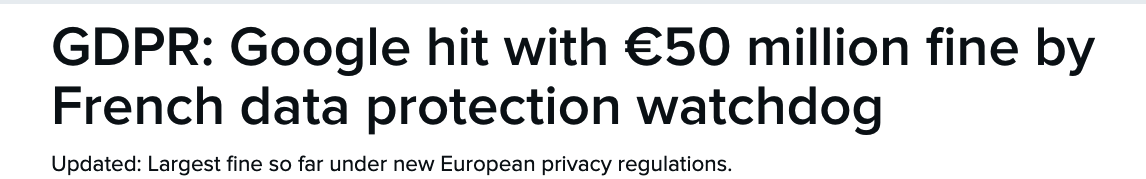 GDPR: Google hit with €50 million fine by
French data protection watchdog
Updated: Largest fine so far under new European privacy regulations.